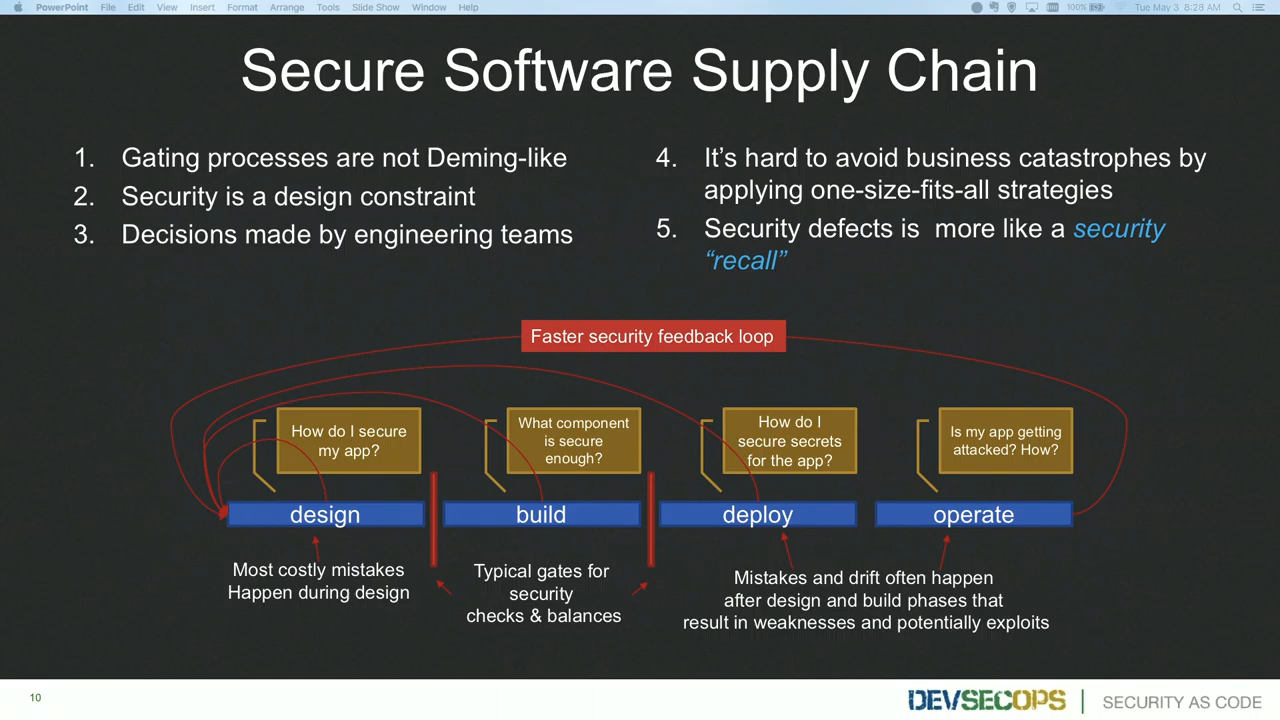 PowerPoint File Edit View Insert Format Arrange Tools Slide Show Window Help 100% Tue May 3 8:28 AM
Secure Software Supply Chain
1. Gating processes are not Deming-like
2. Security is a design constraint
3. Decisions made by engineering teams
4. It’s hard to avoid business catastrophes by
applying one-size-fits-all strategies
5. Security defects is more like a security
“recall”
Faster security feedback loop
How do I secure
my app?
What component
is secure
enough?
How do I
secure secrets
for the app?
Is my app getting
attacked? How?
design
build
deploy
operate
Most costly mistakes
Happen during design
Typical gates for
security
checks & balances
Mistakes and drift often happen
after design and build phases that
result in weaknesses and potentially exploits
10
DEVSECOPS | SECURITY AS CODE